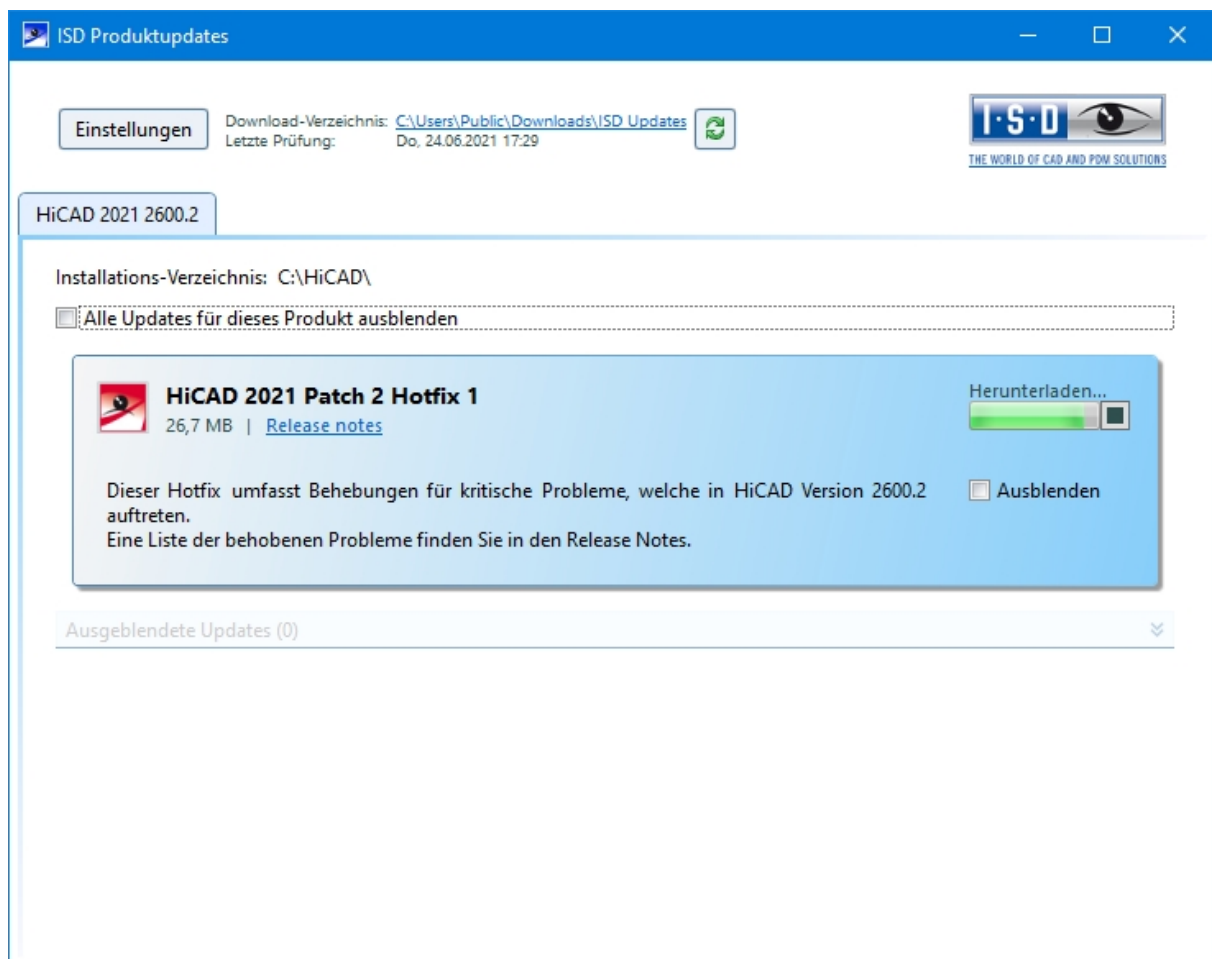 ISD Produktupdates
Einstellungen
Download-Verzeichnis: C:\Users\Public\Downloads\ISD Updates
Letzte Prüfung: Do, 24.06.2021 17:29
I·S·D
THE WORLD OF CAD AND PDM SOLUTIONS
HiCAD 2021 2600.2
Installations-Verzeichnis: C:\HiCAD\
Alle Updates für dieses Produkt ausblenden
HiCAD 2021 Patch 2 Hotfix 1
Herunterladen...
26,7 MB | Release notes
Dieser Hotfix umfasst Behebungen für kritische Probleme, welche in HiCAD Version 2600.2
auftreten.
Eine Liste der behobenen Probleme finden Sie in den Release Notes.
Ausblenden
Ausgeblendete Updates (0)